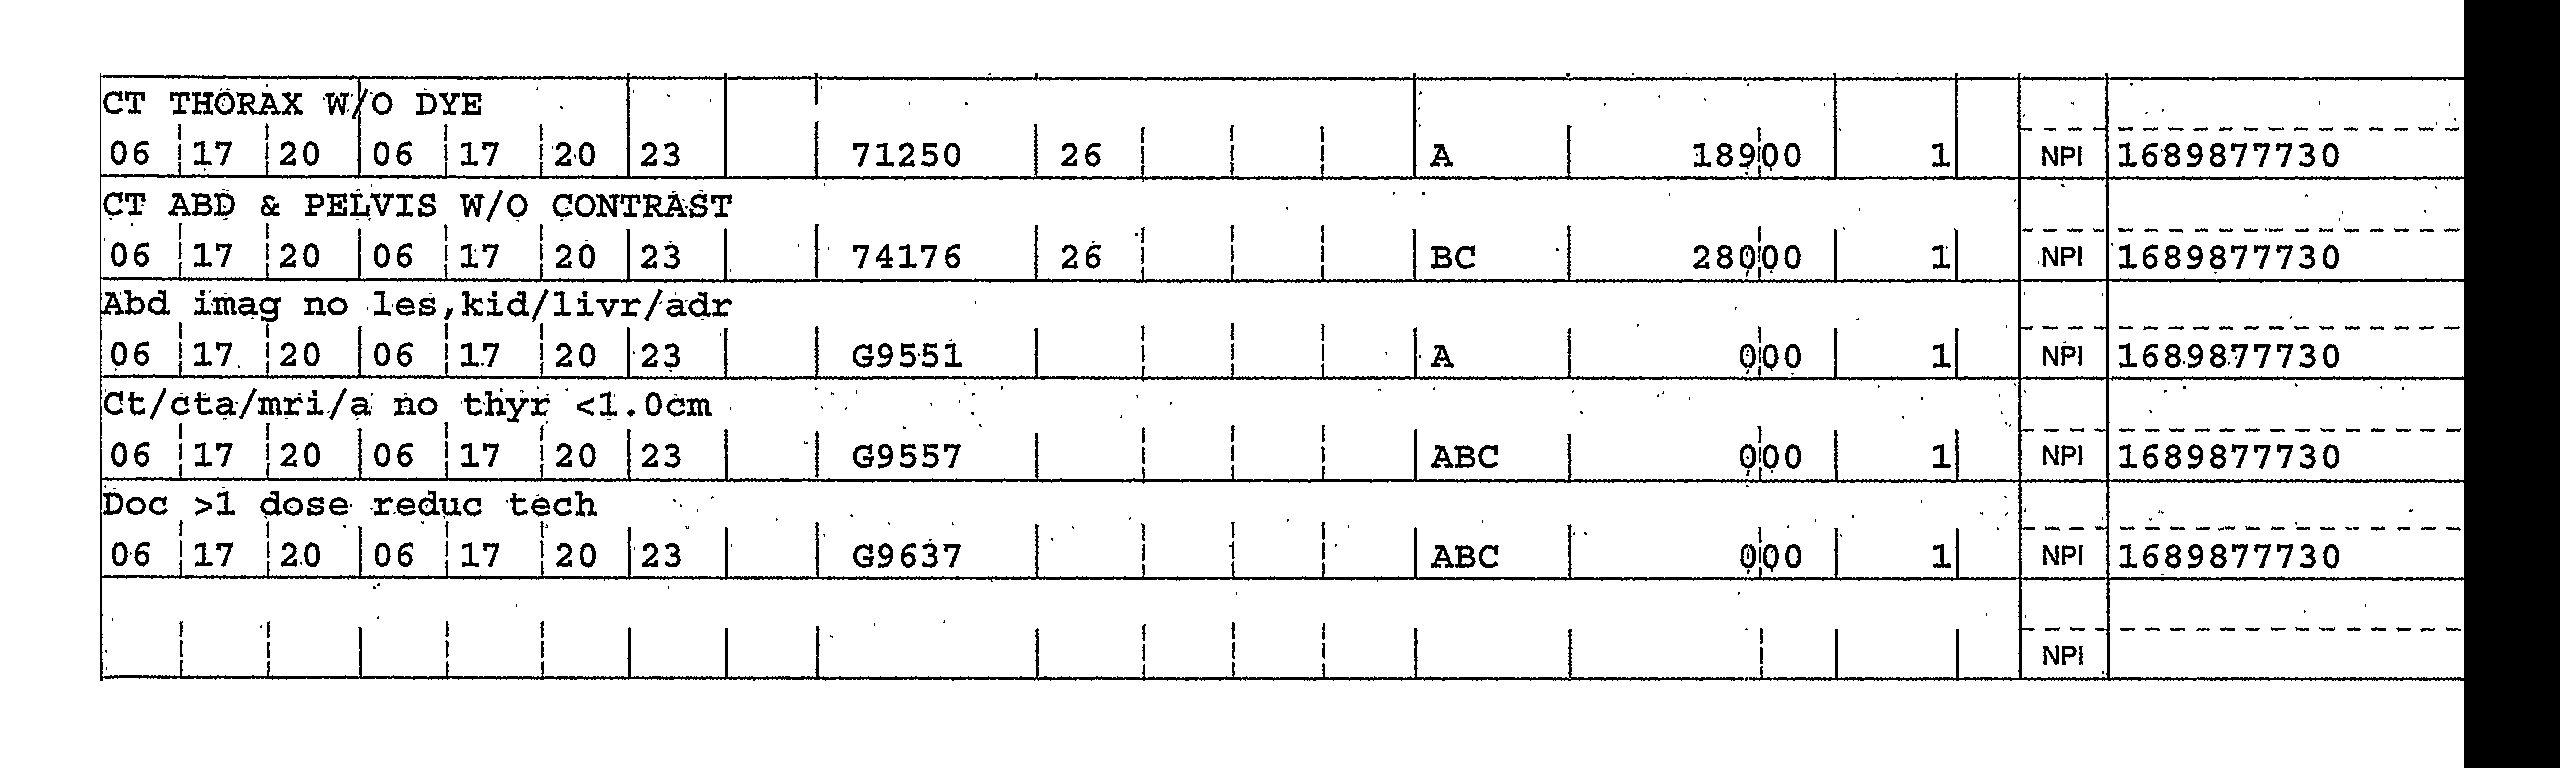 CT THORAX W/O DYE
06 17 20 06 17 20 23 71250 26 A 189 00 1 NPI 1689877730
CT ABD & PELVIS W/O CONTRAST
06 17 20 06 17 20 23 74176 26 BC 280 00 1 NPI 1689877730
Abd imag no les,kid/livr/adr
06 17 20 06 17 20 23 G9551 A 0 00 1 NPI 1689877730
Ct/cta/mri/a no thyr <1.0cm
06 17 20 06 17 20 23 G9557 ABC 0 00 1 NPI 1689877730
Doc >1 dose reduc tech
06 17 20 06 17 20 23 G9637 ABC 0 00 1 NPI 1689877730
NPI